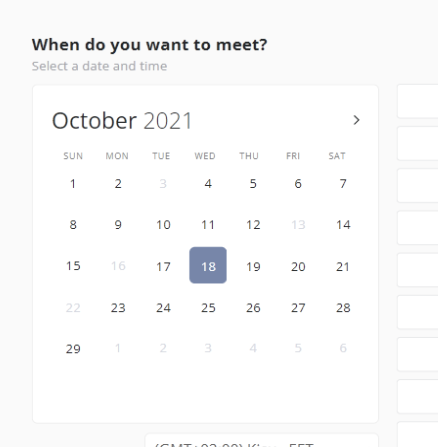 When do you want to meet?
Select a date and time
October 2021
SUN MON TUE WED THU FRI SAT
1 2 3 4 5 6 7
8 9 10 11 12 13 14
15 16 17 18 19 20 21
22 23 24 25 26 27 28
29 1 2 3 4 5 6